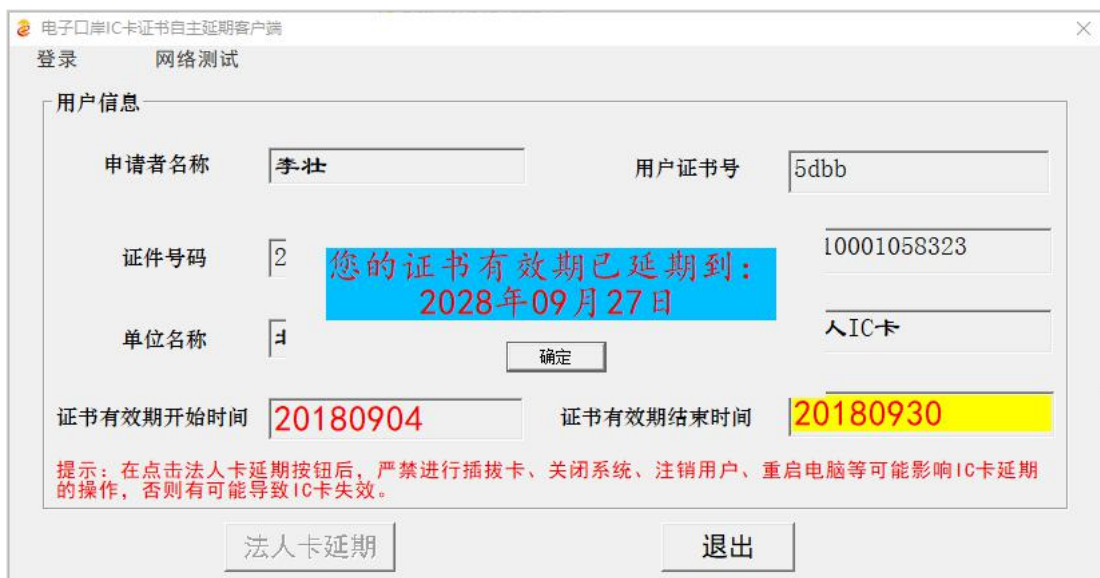 电子口岸IC卡证书自主延期客户端
登录 网络测试
用户信息
申请者名称 李壮 用户证书号 5dbb
证件号码 2 10001058323
您的证书有效期已延期到:
2028年09月27日
单位名称 人IC卡
确定
证书有效期开始时间 20180904 证书有效期结束时间 20180930
提示:在点击法人卡延期按钮后,严禁进行插拔卡、关闭系统、注销用户、重启电脑等可能影响IC卡延期
的操作,否则有可能导致IC卡失效。
法人卡延期 退出